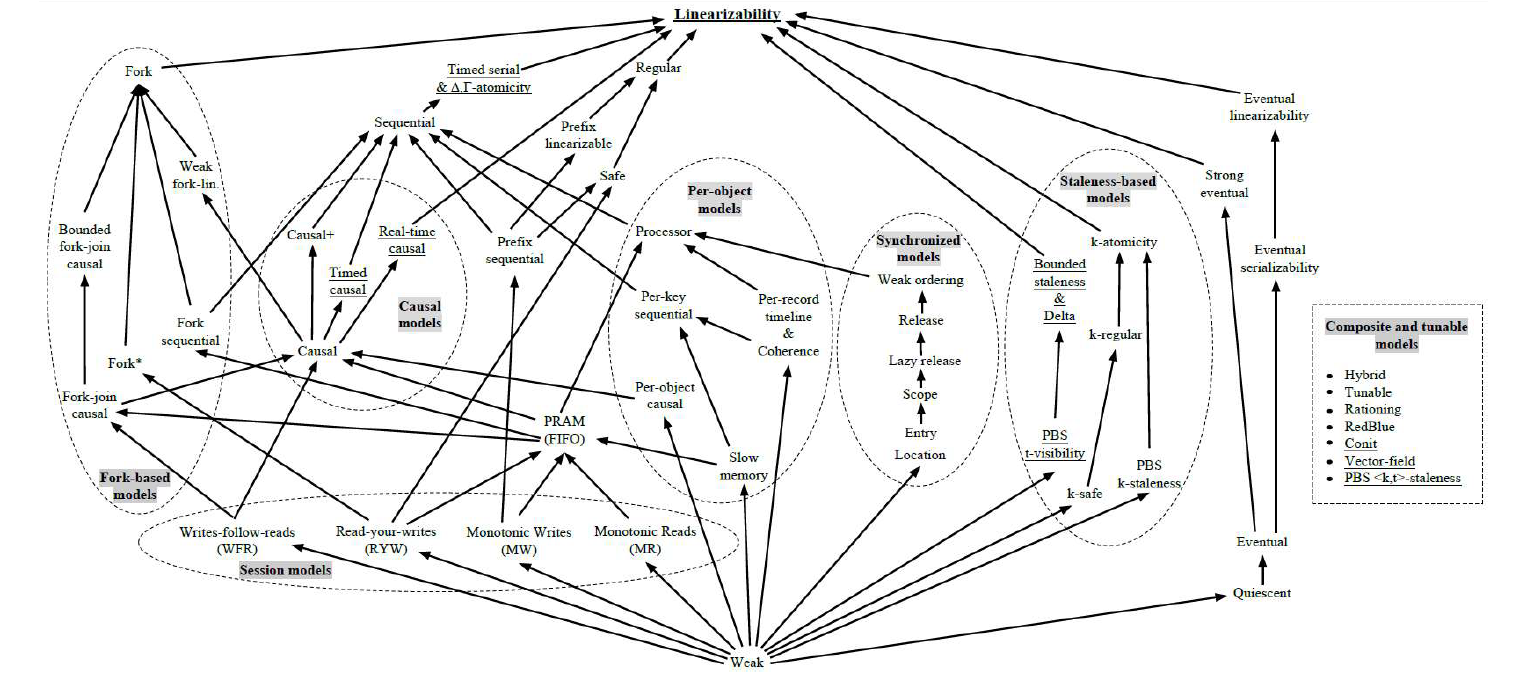 Linearizability
Fork
Timed serial
& Δ,Γ-atomicity
Regular
Sequential
Prefix
linearizable
Eventual
linearizability
Weak
fork-lin.
Safe
Per-object
models
Staleness-based
models
Strong
eventual
Bounded
fork-join
causal
Causal+
Real-time
causal
Prefix
sequential
Processor
Synchronized
models
k-atomicity
Eventual
serializability
Timed
causal
Bounded
staleness
&
Delta
Weak ordering
Causal
models
Per-key
sequential
Per-record
timeline
&
Coherence
Release
Fork
sequential
k-regular
Composite and tunable
models
Causal
Fork*
Lazy release
• Hybrid
• Tunable
• Rationing
• RedBlue
• Conit
• Vector-field
• PBS <k,t>-staleness
Fork-join
causal
Per-object
causal
Scope
PRAM
(FIFO)
Entry
Location
PBS
t-visibility
Slow
memory
PBS
k-staleness
Fork-based
models
k-safe
Writes-follow-reads
(WFR)
Read-your-writes
(RYW)
Monotonic Writes
(MW)
Monotonic Reads
(MR)
Session models
Eventual
Quiescent
Weak